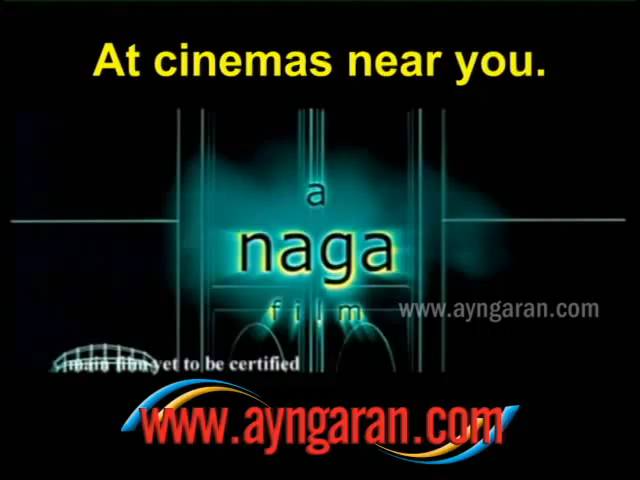 At cinemas near you.
a
naga
film
www.ayngaran.com
main film yet to be certified
www.ayngaran.com